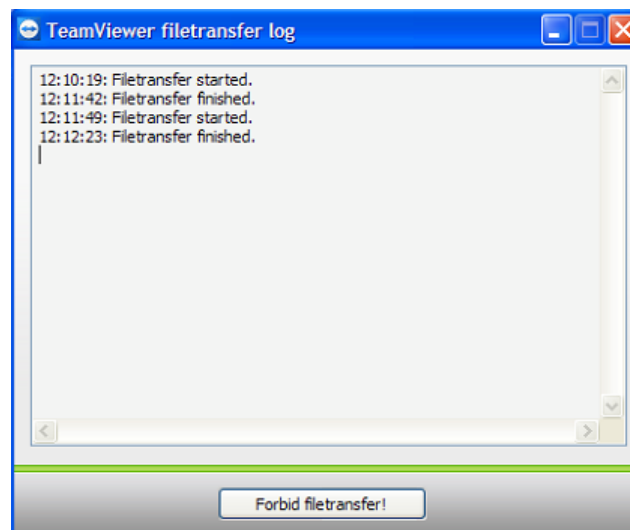 TeamViewer filetransfer log
12:10:19: Filetransfer started.
12:11:42: Filetransfer finished.
12:11:49: Filetransfer started.
12:12:23: Filetransfer finished.
Forbid filetransfer!